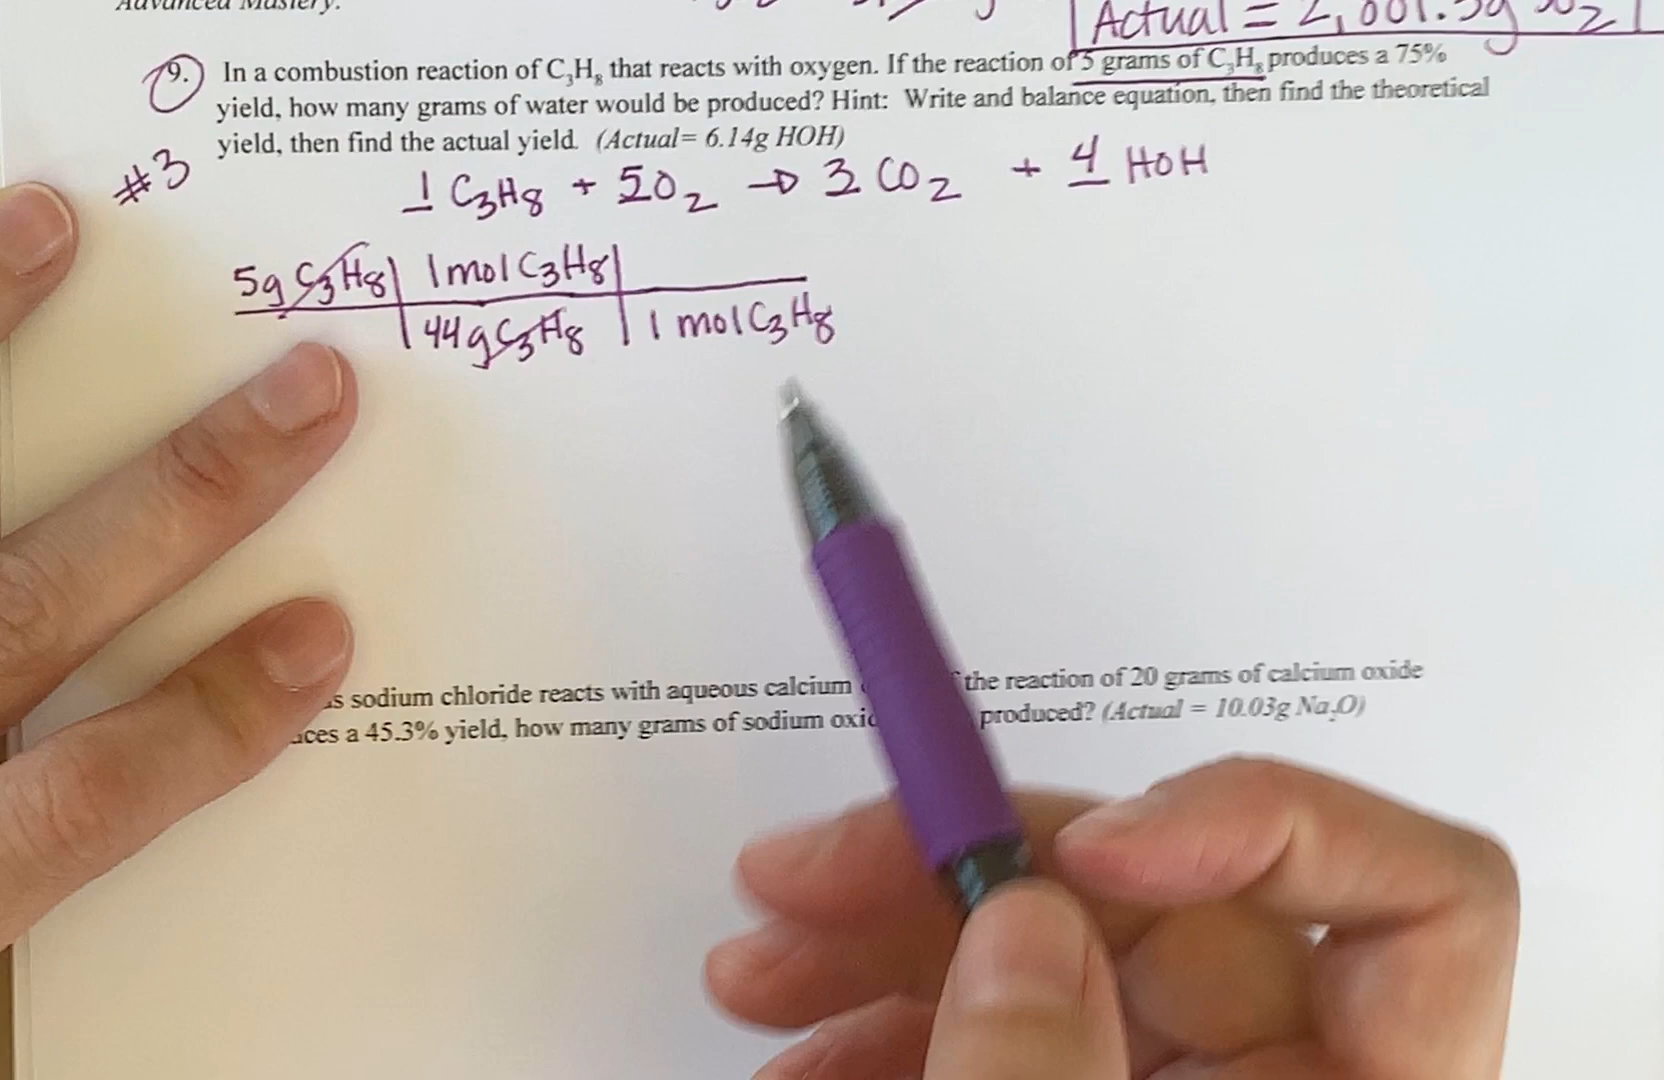 Advanced Mastery.
Actual = 2,001.3g
9. In a combustion reaction of C₃H₈ that reacts with oxygen. If the reaction of 5 grams of C₃H₈ produces a 75%
yield, how many grams of water would be produced? Hint: Write and balance equation, then find the theoretical
yield, then find the actual yield. (Actual= 6.14g HOH)
#3
1 C₃H₈ + 5O₂ → 3 CO₂ + 4 HOH
5g C₃H₈ | 1 mol C₃H₈ |
| 44g C₃H₈ | 1 mol C₃H₈
sodium chloride reacts with aqueous calcium the reaction of 20 grams of calcium oxide
a 45.3% yield, how many grams of sodium produced? (Actual = 10.03g Na₂O)